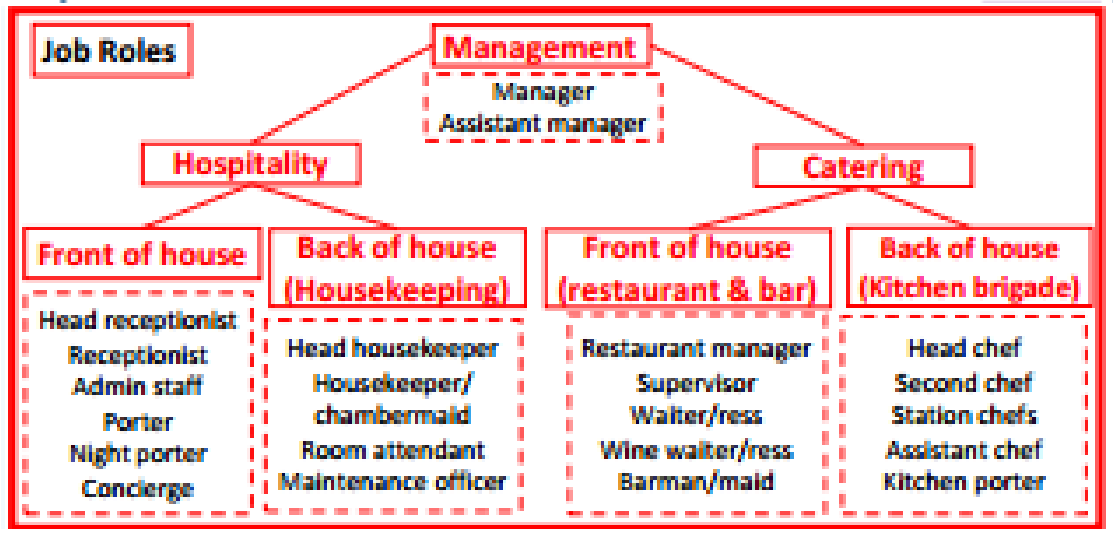 Job Roles
Management
Manager
Assistant manager
Hospitality
Catering
Front of house
Head receptionist
Receptionist
Admin staff
Porter
Night porter
Concierge
Back of house
(Housekeeping)
Head housekeeper
Housekeeper/
chambermaid
Room attendant
Maintenance officer
Front of house
(restaurant & bar)
Restaurant manager
Supervisor
Waiter/ress
Wine waiter/ress
Barman/maid
Back of house
(Kitchen brigade)
Head chef
Second chef
Station chefs
Assistant chef
Kitchen porter